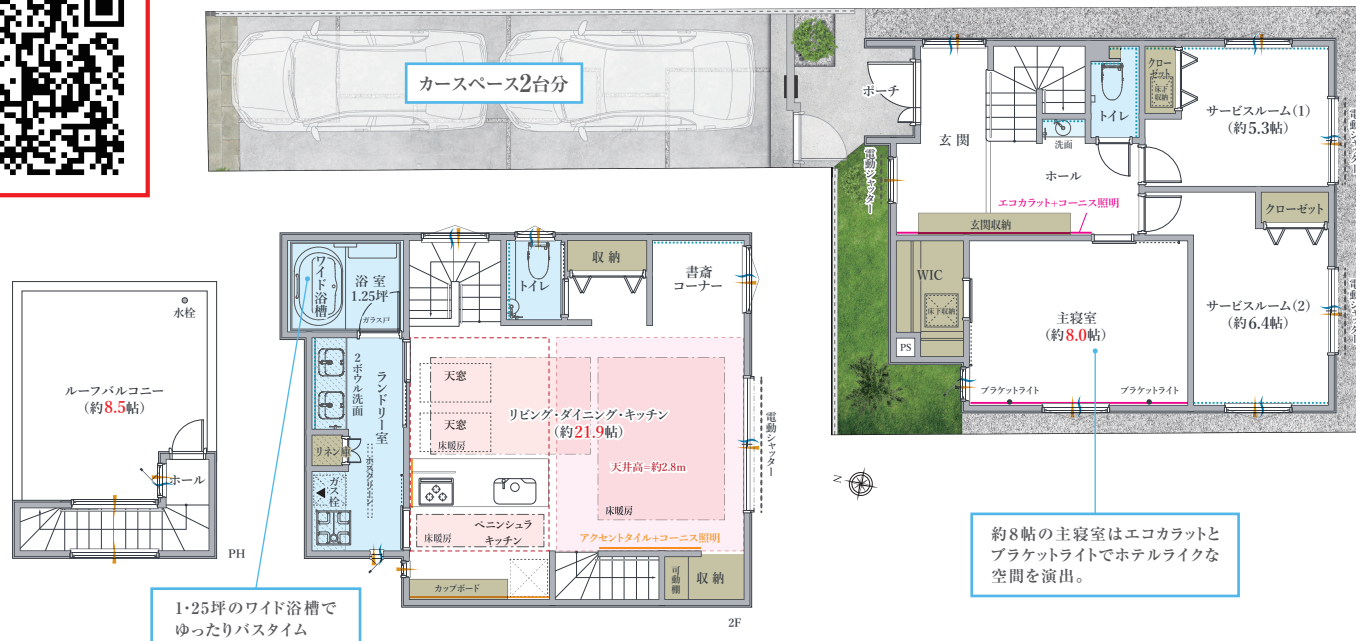 カースペース2台分
ポーチ
電動シャッター
玄関
洗面
トイレ
クロー
ゼット
床下
収納
サービスルーム(1)
(約5.3帖)
電動シャッター
ホール
エコカラット+コーニス照明
玄関収納
クローゼット
WIC
床下収納
PS
主寝室
(約8.0帖)
サービスルーム(2)
(約6.4帖)
電動シャッター
ブラケットライト
ブラケットライト
N
約8帖の主寝室はエコカラットと
ブラケットライトでホテルライクな
空間を演出。
ワイド浴槽
浴室
1.25坪
ガラス戸
トイレ
収納
書斎
コーナー
2ボウル洗面
ランドリー室
天窓
天窓
床暖房
リビング・ダイニング・キッチン
(約21.9帖)
天井高=約2.8m
電動シャッター
リネン庫
ガス栓
床暖房
ペニンシュラ
キッチン
床暖房
アクセントタイル+コーニス照明
カップボード
可動棚
収納
2F
水栓
ルーフバルコニー
(約8.5帖)
ホール
PH
1・25坪のワイド浴槽で
ゆったりバスタイム